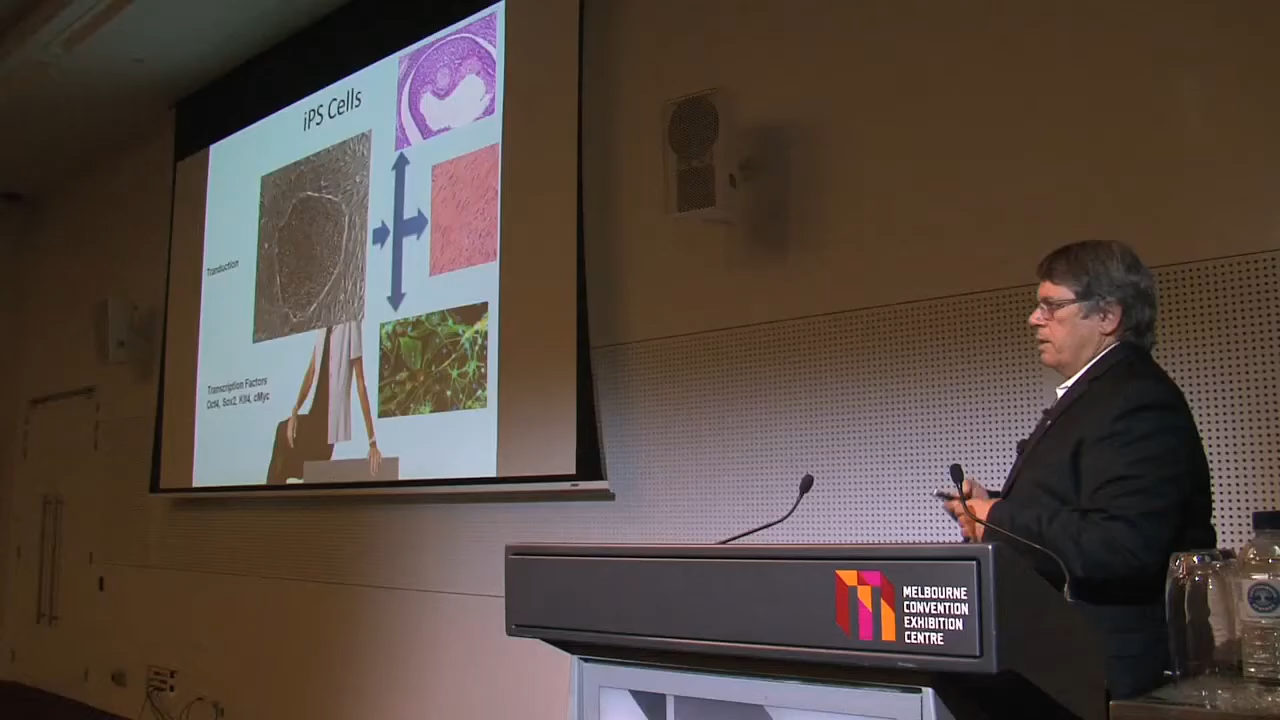 iPS Cells
Transduction
Transcription Factors
Oct4, Sox2, Klf4, cMyc
MELBOURNE
CONVENTION
EXHIBITION
CENTRE